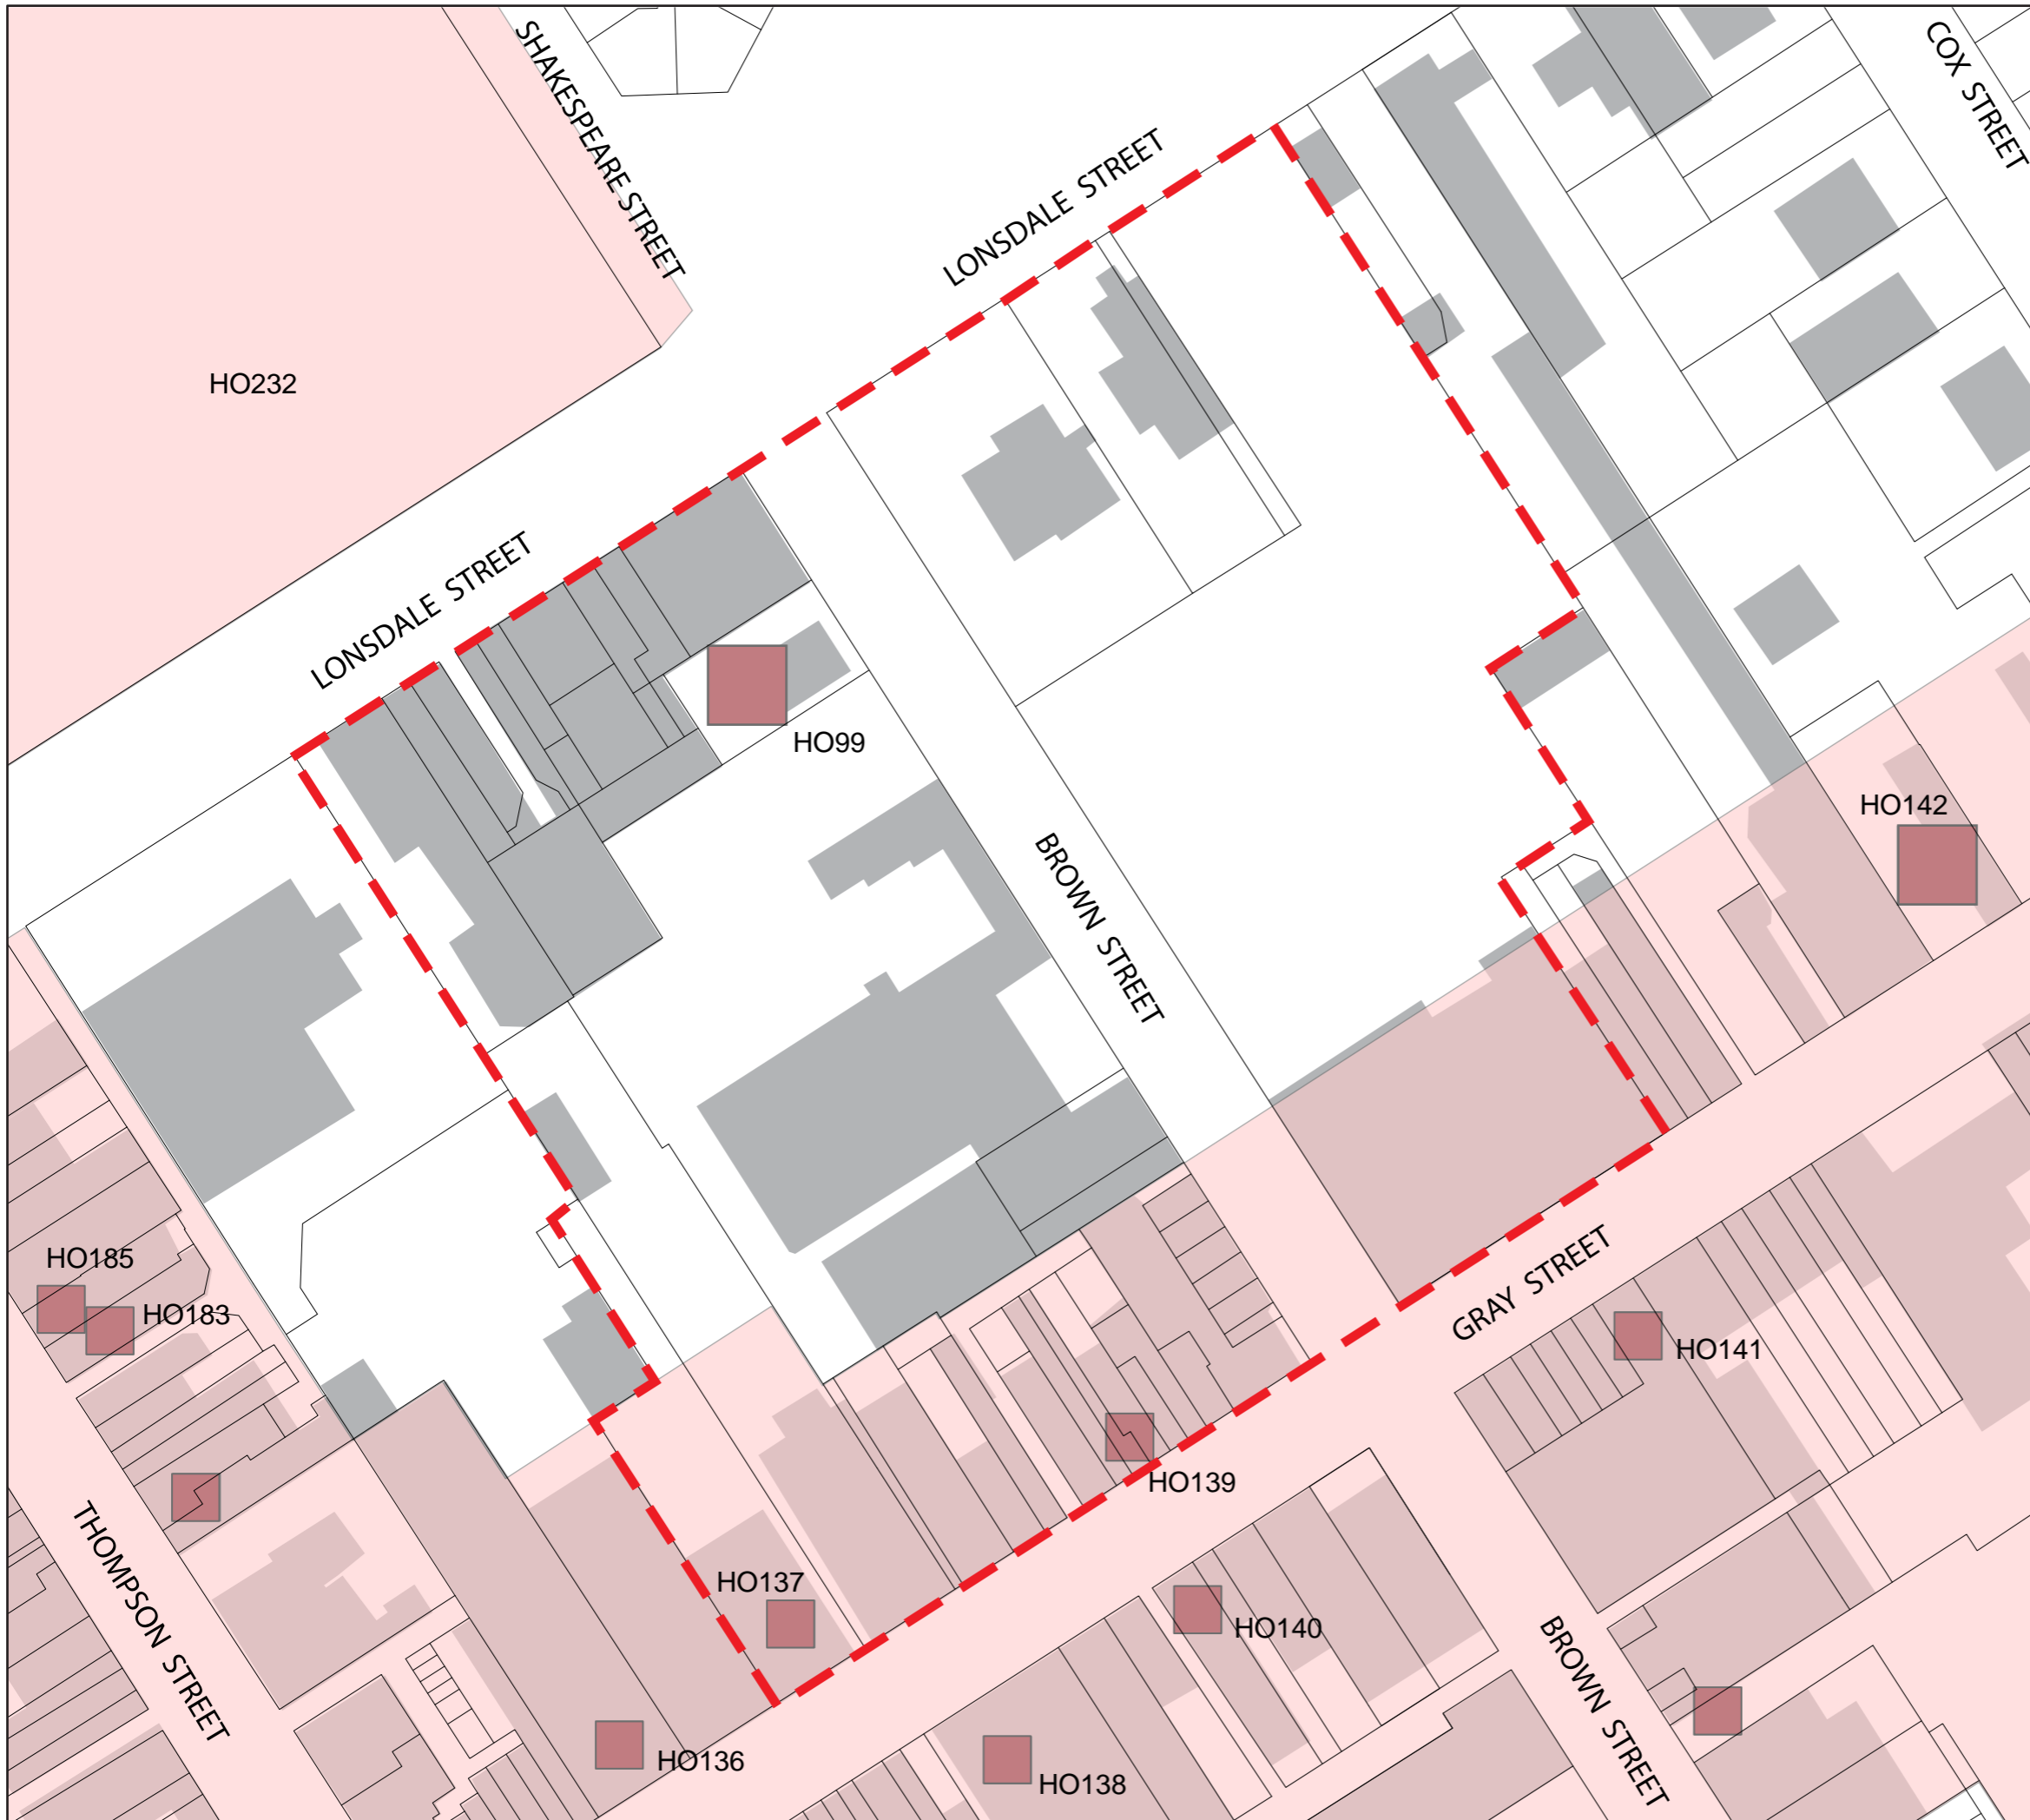 SHAKESPEARE STREET
COX STREET
LONSDALE STREET
HO232
LONSDALE STREET
HO99
HO142
BROWN STREET
HO185
HO183
GRAY STREET
HO141
HO139
THOMPSON STREET
HO137
HO140
BROWN STREET
HO136
HO138